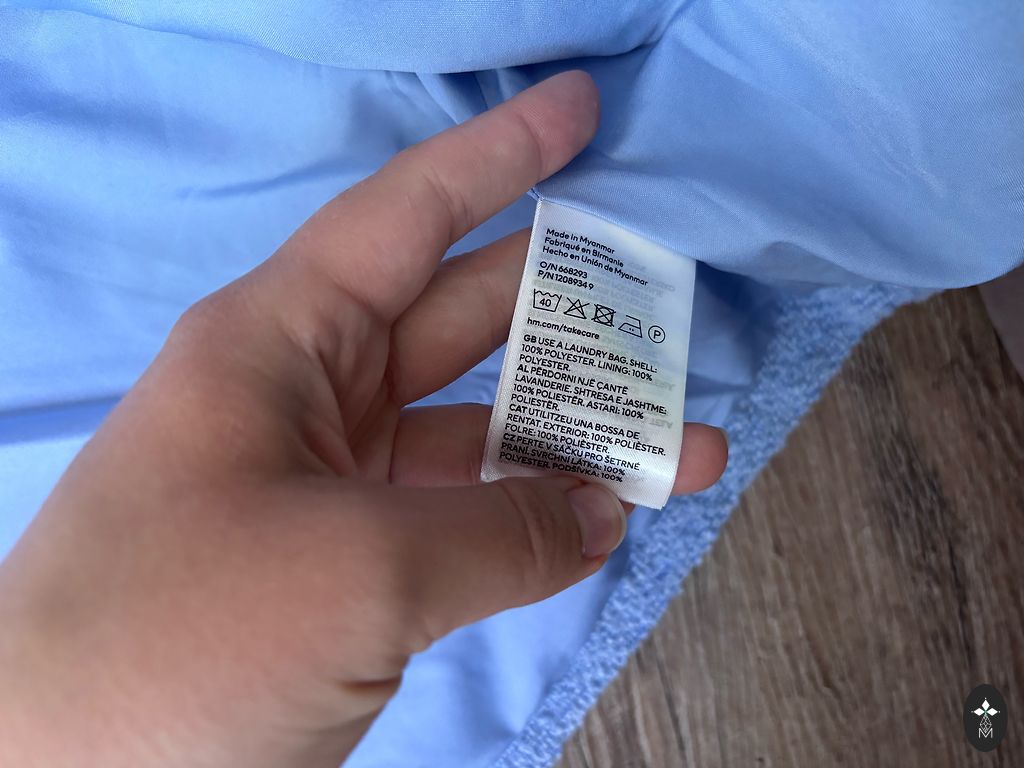 Made in Myanmar
Fabriqué en Birmanie
Hecho en Unión de Myanmar
O/N 668293
P/N 12089349
40 P
hm.com/takecare
GB USE A LAUNDRY BAG. SHELL:
100% POLYESTER. LINING: 100%
POLYESTER.
AL PËRDORNI NJË ÇANTË
LAVANDERIE. SHTRESA E JASHTME:
100% POLIESTËR. ASTARI: 100%
POLIESTËR.
CAT UTILITZEU UNA BOSSA DE
RENTAT. EXTERIOR: 100% POLIÈSTER.
FOLRE: 100% POLIÈSTER.
CZ PERTE V SÁČKU PRO ŠETRNÉ
PRANÍ. SVRCHNÍ LÁTKA: 100%
POLYESTER. PODŠÍVKA: 100%
M